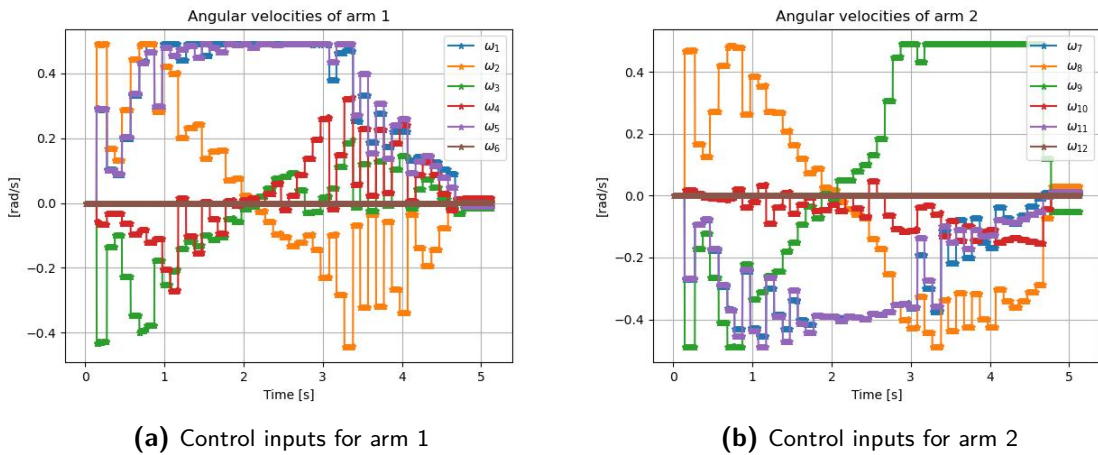 Angular velocities of arm 1
[rad/s]
0.4
0.2
0.0
−0.2
−0.4
ω1
ω2
ω3
ω4
ω5
ω6
0 1 2 3 4 5
Time [s]
(a) Control inputs for arm 1
Angular velocities of arm 2
[rad/s]
0.4
0.2
0.0
−0.2
−0.4
ω7
ω8
ω9
ω10
ω11
ω12
0 1 2 3 4 5
Time [s]
(b) Control inputs for arm 2